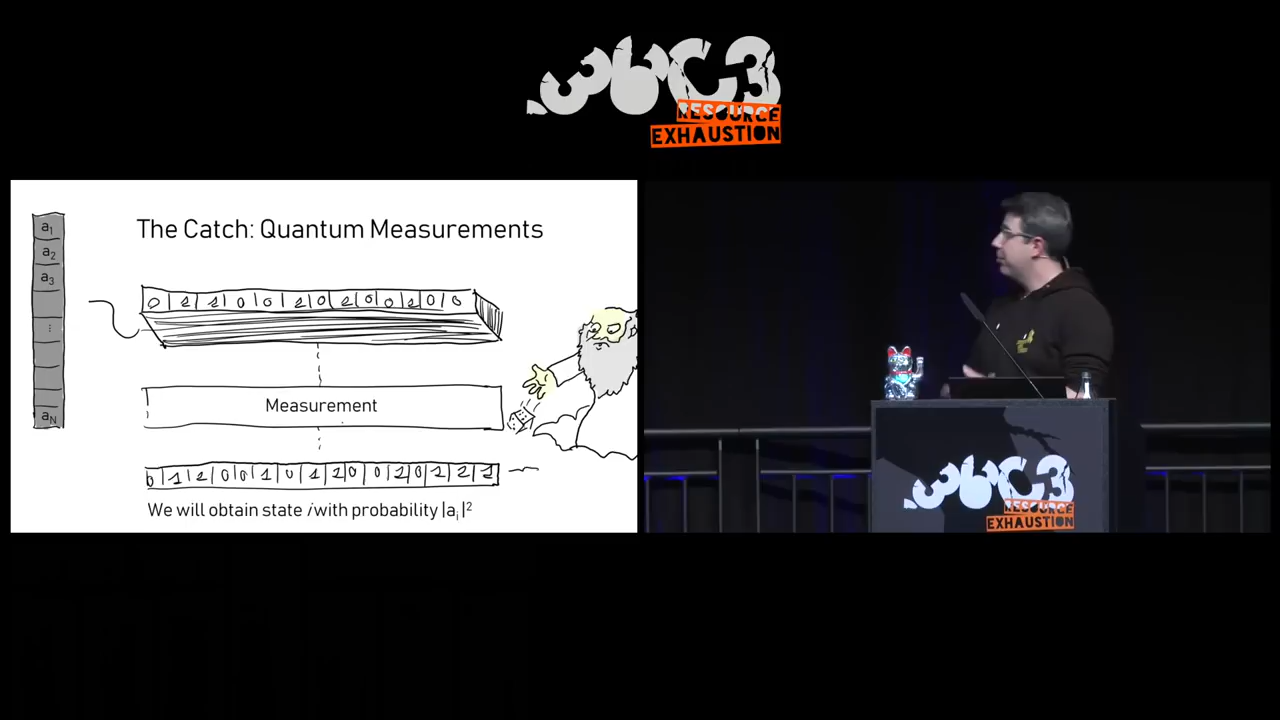 36C3
RESOURCE
EXHAUSTION
The Catch: Quantum Measurements
a1
a2
a3
⋮
aN
Measurement
We will obtain state i with probability |ai|²
36C3
RESOURCE
EXHAUSTION